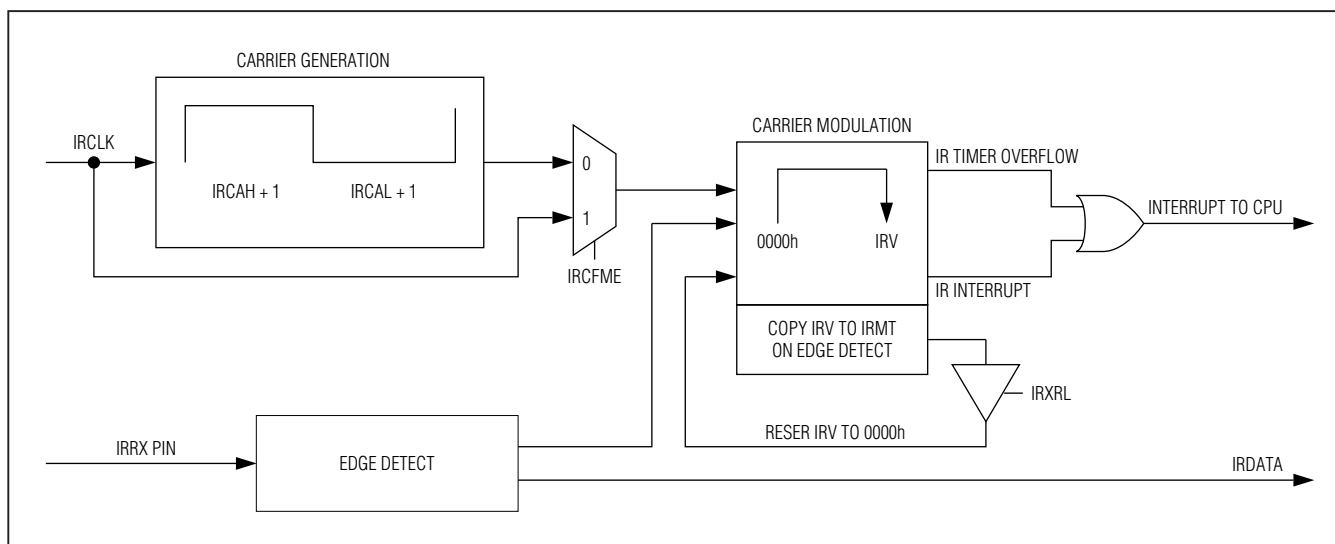 CARRIER GENERATION
IRCLK
IRCAH + 1
IRCAL + 1
0
1
IRCFME
CARRIER MODULATION
0000h
IRV
IR TIMER OVERFLOW
INTERRUPT TO CPU
IR INTERRUPT
COPY IRV TO IRMT
ON EDGE DETECT
IRXRL
RESER IRV TO 0000h
IRRX PIN
EDGE DETECT
IRDATA